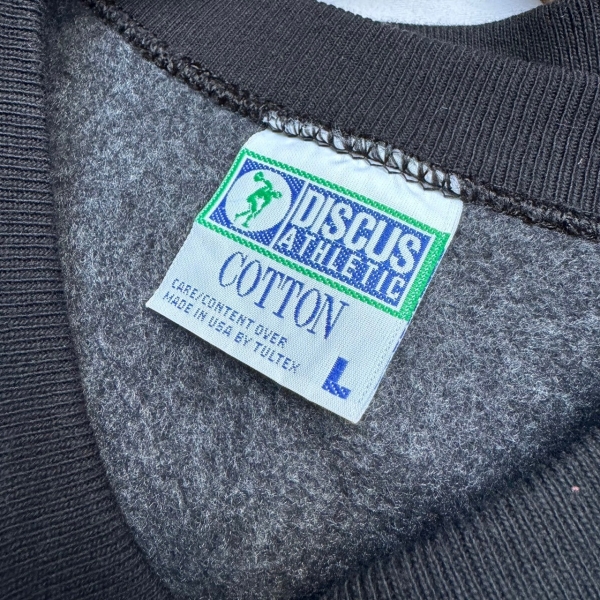 DISCUS
ATHLETIC
COTTON
CARE/CONTENT OVER
MADE IN USA BY TULTEX
L